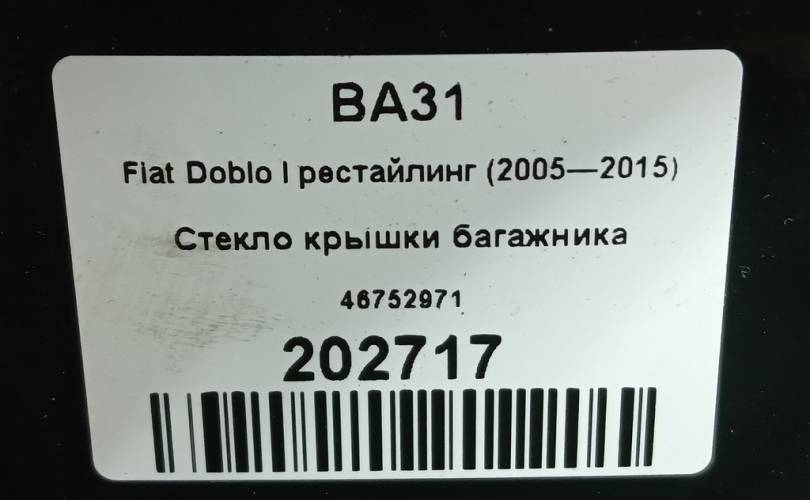 BA31
Fiat Doblo I рестайлинг (2005—2015)
Стекло крышки багажника
46752971
202717